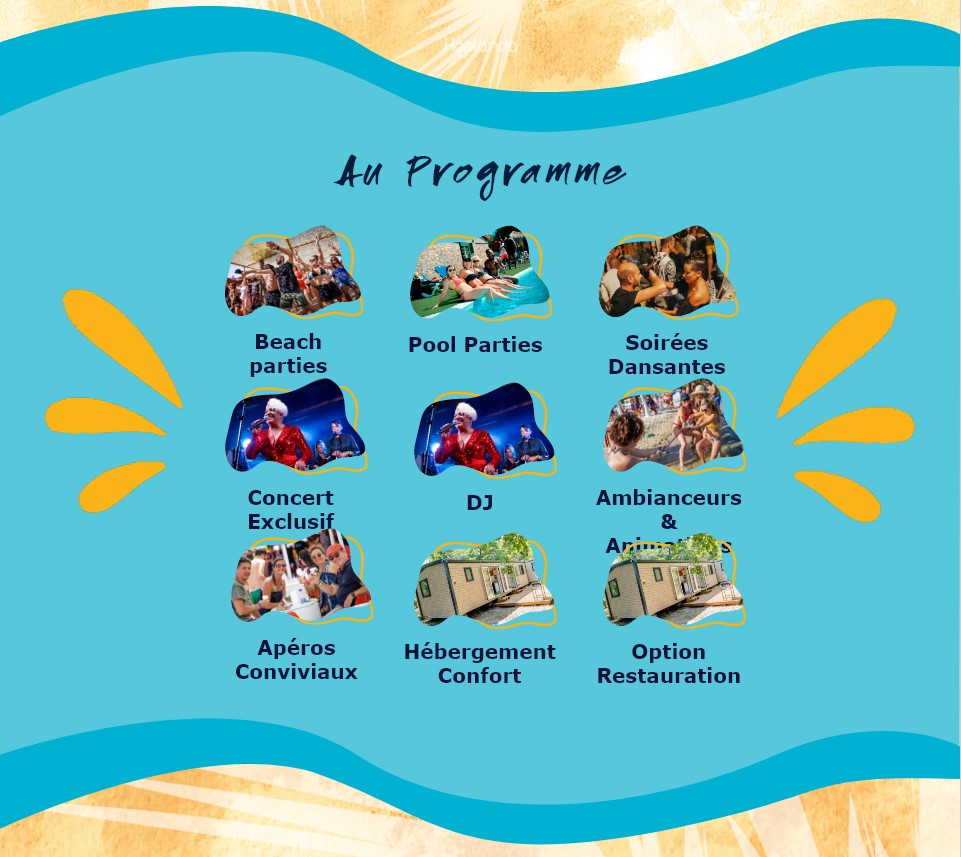 Au Programme
Beach
parties
Pool Parties
Soirées
Dansantes
Concert
Exclusif
DJ
Ambianceurs
&
Apéros
Conviviaux
Hébergement
Confort
Option
Restauration